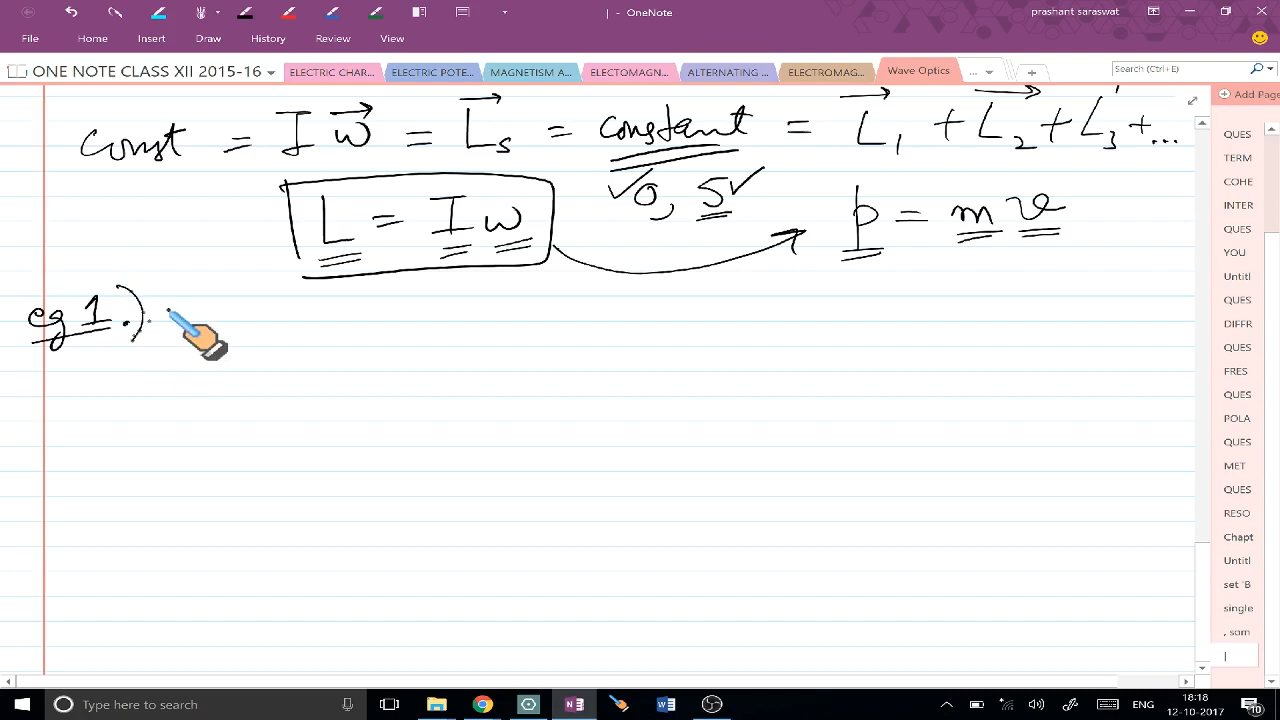 | - OneNote
prashant saraswat
File Home Insert Draw History Review View
ONE NOTE CLASS XII 2015-16
ELECTRIC CHAR... ELECTRIC POTE... MAGNETISM A... ELECTOMAGN... ALTERNATING ... ELECTROMAG... Wave Optics ...
Search (Ctrl+E)
Add Page
const = I ω⃗ = L⃗ₛ = constant = L⃗₁ + L⃗₂ + L⃗₃ + ...
✓0, 5✓
L = I ω
p = m v
eg 1.)
QUES
TERM
COHE
INTER
QUES
YOU
Untitl
QUES
DIFFR
QUES
FRES
QUES
POLA
QUES
MET
QUES
RESO
Chapt
Untitl
set 'B
single
, som
Type here to search
ENG
18:18
12-10-2017
10